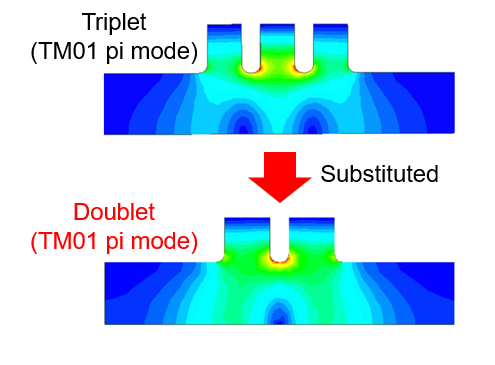 Triplet
(TM01 pi mode)
Substituted
Doublet
(TM01 pi mode)